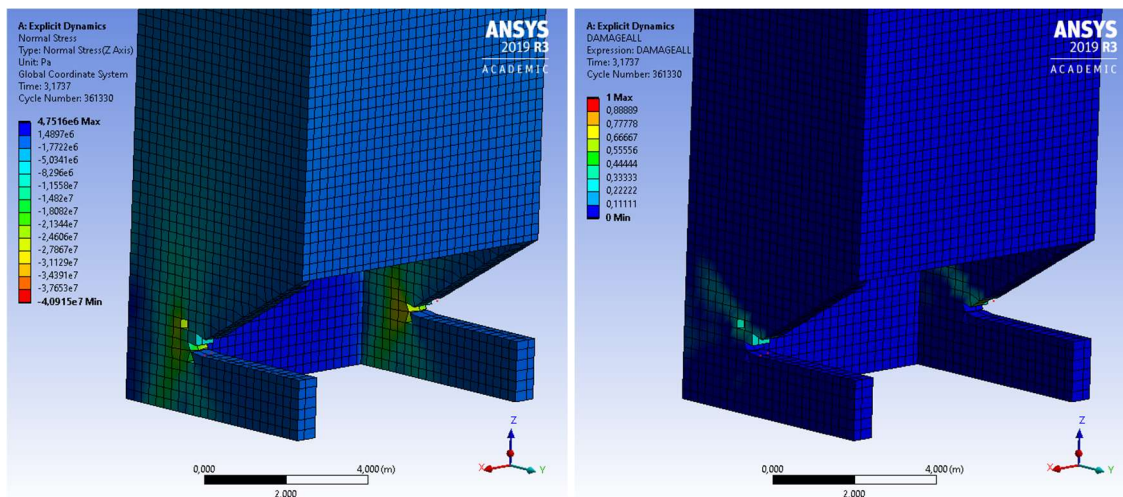 A: Explicit Dynamics
Normal Stress
Type: Normal Stress(Z Axis)
Unit: Pa
Global Coordinate System
Time: 3,1737
Cycle Number: 361330
4,7516e6 Max
1,4897e6
-1,7722e6
-5,0341e6
-8,296e6
-1,1558e7
-1,482e7
-1,8082e7
-2,1344e7
-2,4606e7
-2,7867e7
-3,1129e7
-3,4391e7
-3,7653e7
-4,0915e7 Min
ANSYS
2019 R3
ACADEMIC
Z
X
Y
0,000
4,000 (m)
2,000
A: Explicit Dynamics
DAMAGEALL
Expression: DAMAGEALL
Time: 3,1737
Cycle Number: 361330
1 Max
0,88889
0,77778
0,66667
0,55556
0,44444
0,33333
0,22222
0,11111
0 Min
ANSYS
2019 R3
ACADEMIC
Z
X
Y
0,000
4,000 (m)
2,000